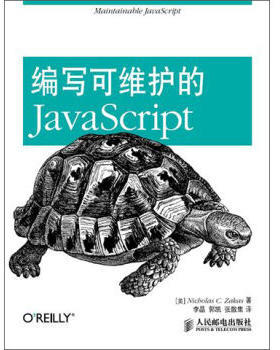 Maintainable JavaScript
编写可维护的
JavaScript
[美] Nicholas C. Zakas 著
李晶 郭凯 张散集 译
O'REILLY®
人民邮电出版社
POSTS & TELECOM PRESS